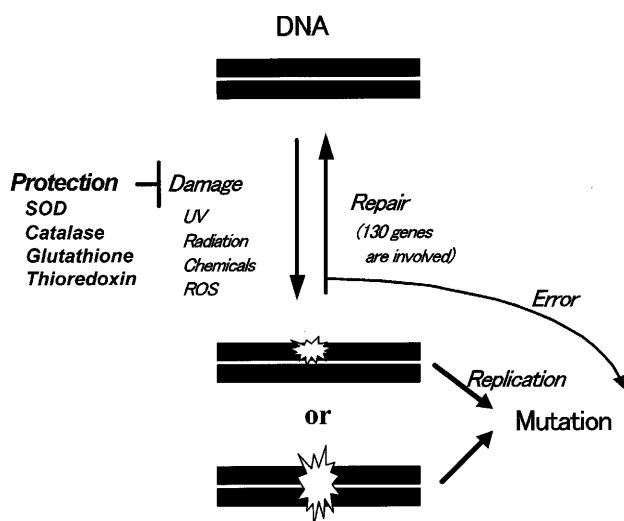 DNA
Protection
SOD
Catalase
Glutathione
Thioredoxin
Damage
UV
Radiation
Chemicals
ROS
Repair
(130 genes
are involved)
Error
Replication
or
Mutation